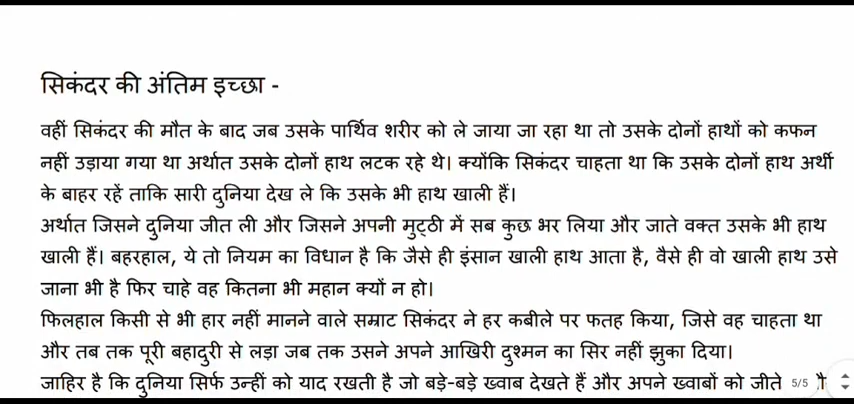 सिकंदर की अंतिम इच्छा -
वहीं सिकंदर की मौत के बाद जब उसके पार्थिव शरीर को ले जाया जा रहा था तो उसके दोनों हाथों को कफन
नहीं उड़ाया गया था अर्थात उसके दोनों हाथ लटक रहे थे। क्योंकि सिकंदर चाहता था कि उसके दोनों हाथ अर्थी
के बाहर रहें ताकि सारी दुनिया देख ले कि उसके भी हाथ खाली हैं।
अर्थात जिसने दुनिया जीत ली और जिसने अपनी मुट्ठी में सब कुछ भर लिया और जाते वक्त उसके भी हाथ
खाली हैं। बहरहाल, ये तो नियम का विधान है कि जैसे ही इंसान खाली हाथ आता है, वैसे ही वो खाली हाथ उसे
जाना भी है फिर चाहे वह कितना भी महान क्यों न हो।
फिलहाल किसी से भी हार नहीं मानने वाले सम्राट सिकंदर ने हर कबीले पर फतह किया, जिसे वह चाहता था
और तब तक पूरी बहादुरी से लड़ा जब तक उसने अपने आखिरी दुश्मन का सिर नहीं झुका दिया।
जाहिर है कि दुनिया सिर्फ उन्हीं को याद रखती है जो बड़े-बड़े ख्वाब देखते हैं और अपने ख्वाबों को जीते 5/5